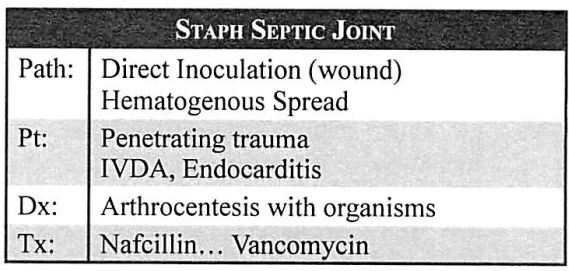 STAPH SEPTIC JOINT
Path: Direct Inoculation (wound)
Hematogenous Spread
Pt: Penetrating trauma
IVDA, Endocarditis
Dx: Arthrocentesis with organisms
Tx: Nafcillin... Vancomycin